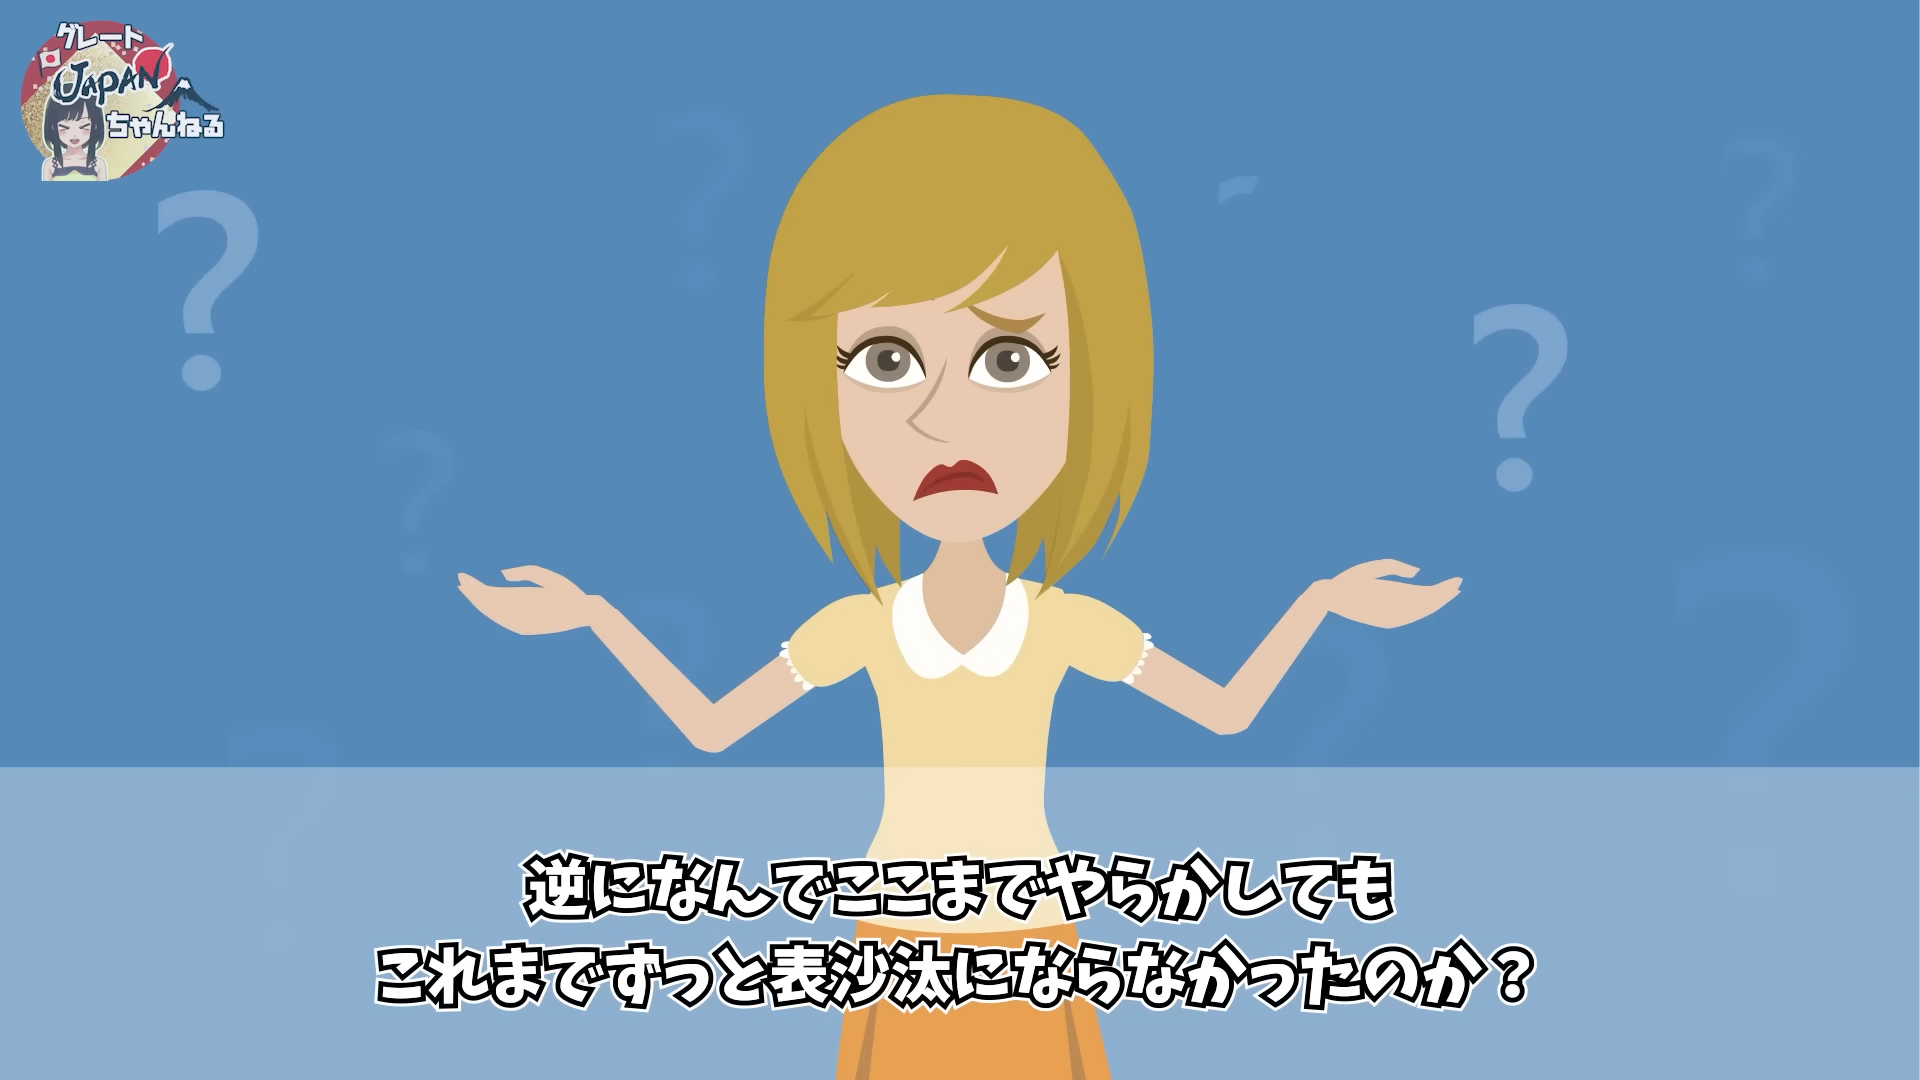 グレート
JAPAN
ちゃんねる
逆になんでここまでやらかしても
これまでずっと表沙汰にならなかったのか？